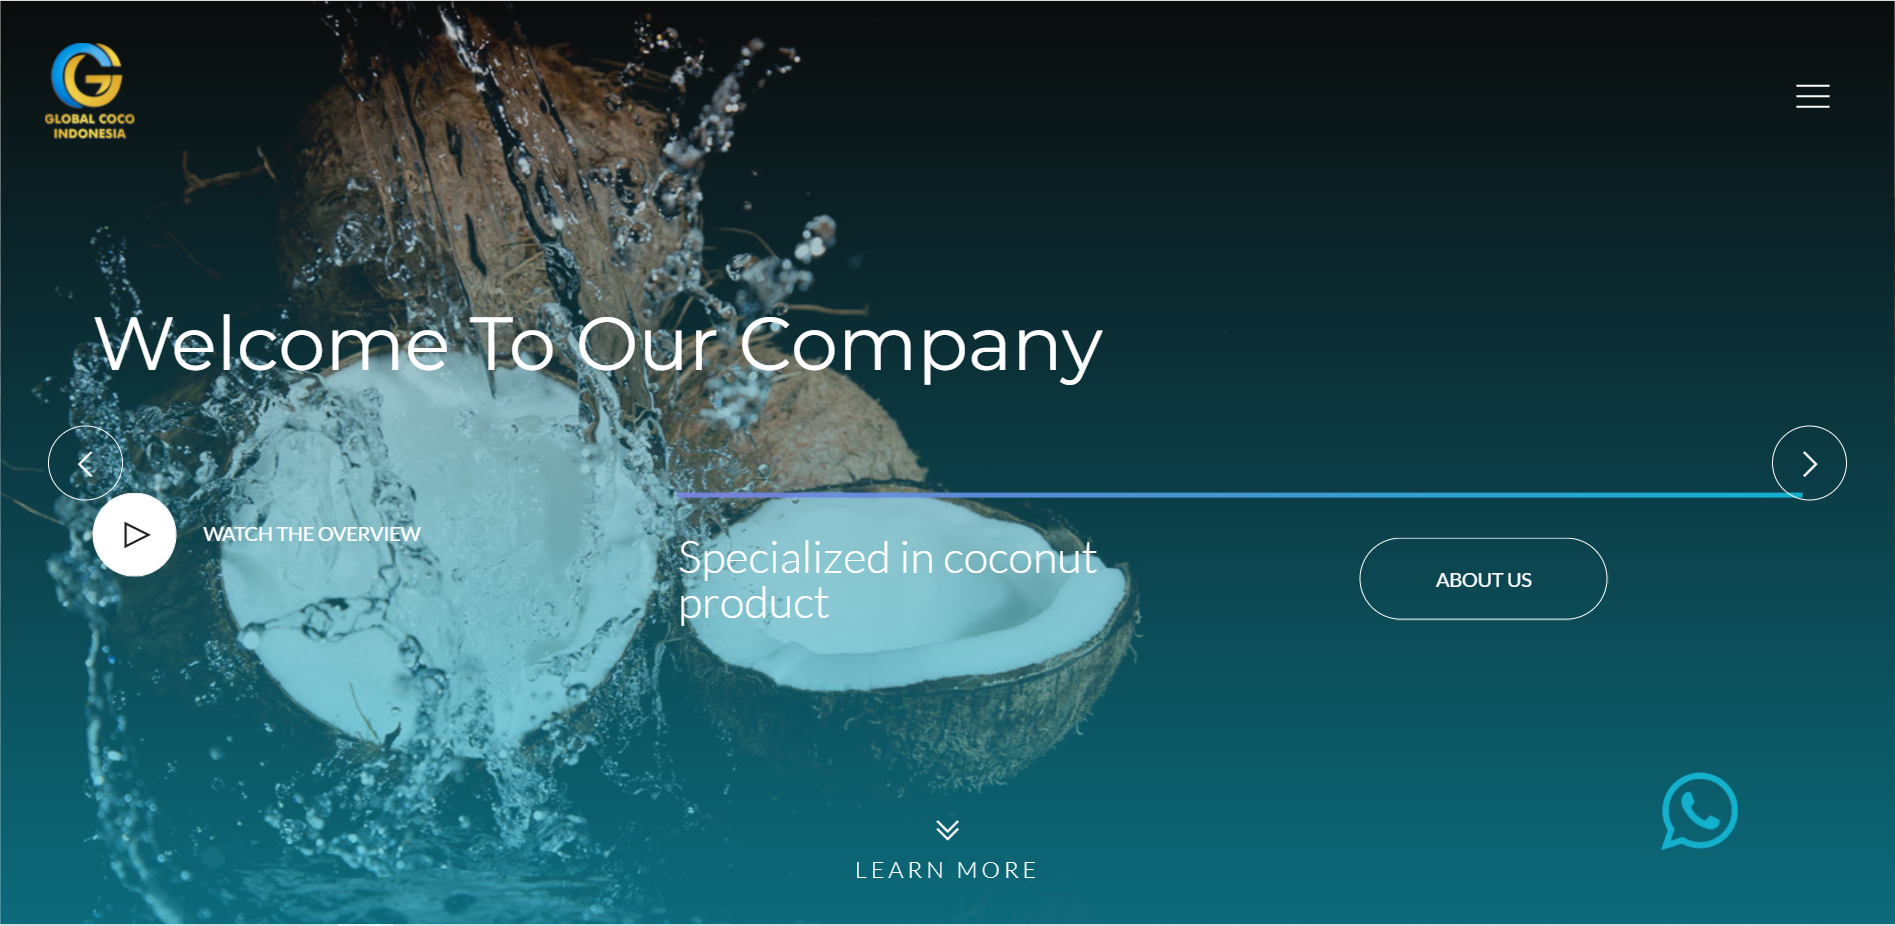 GLOBAL COCO
INDONESIA
Welcome To Our Company
WATCH THE OVERVIEW
Specialized in coconut
product
ABOUT US
LEARN MORE